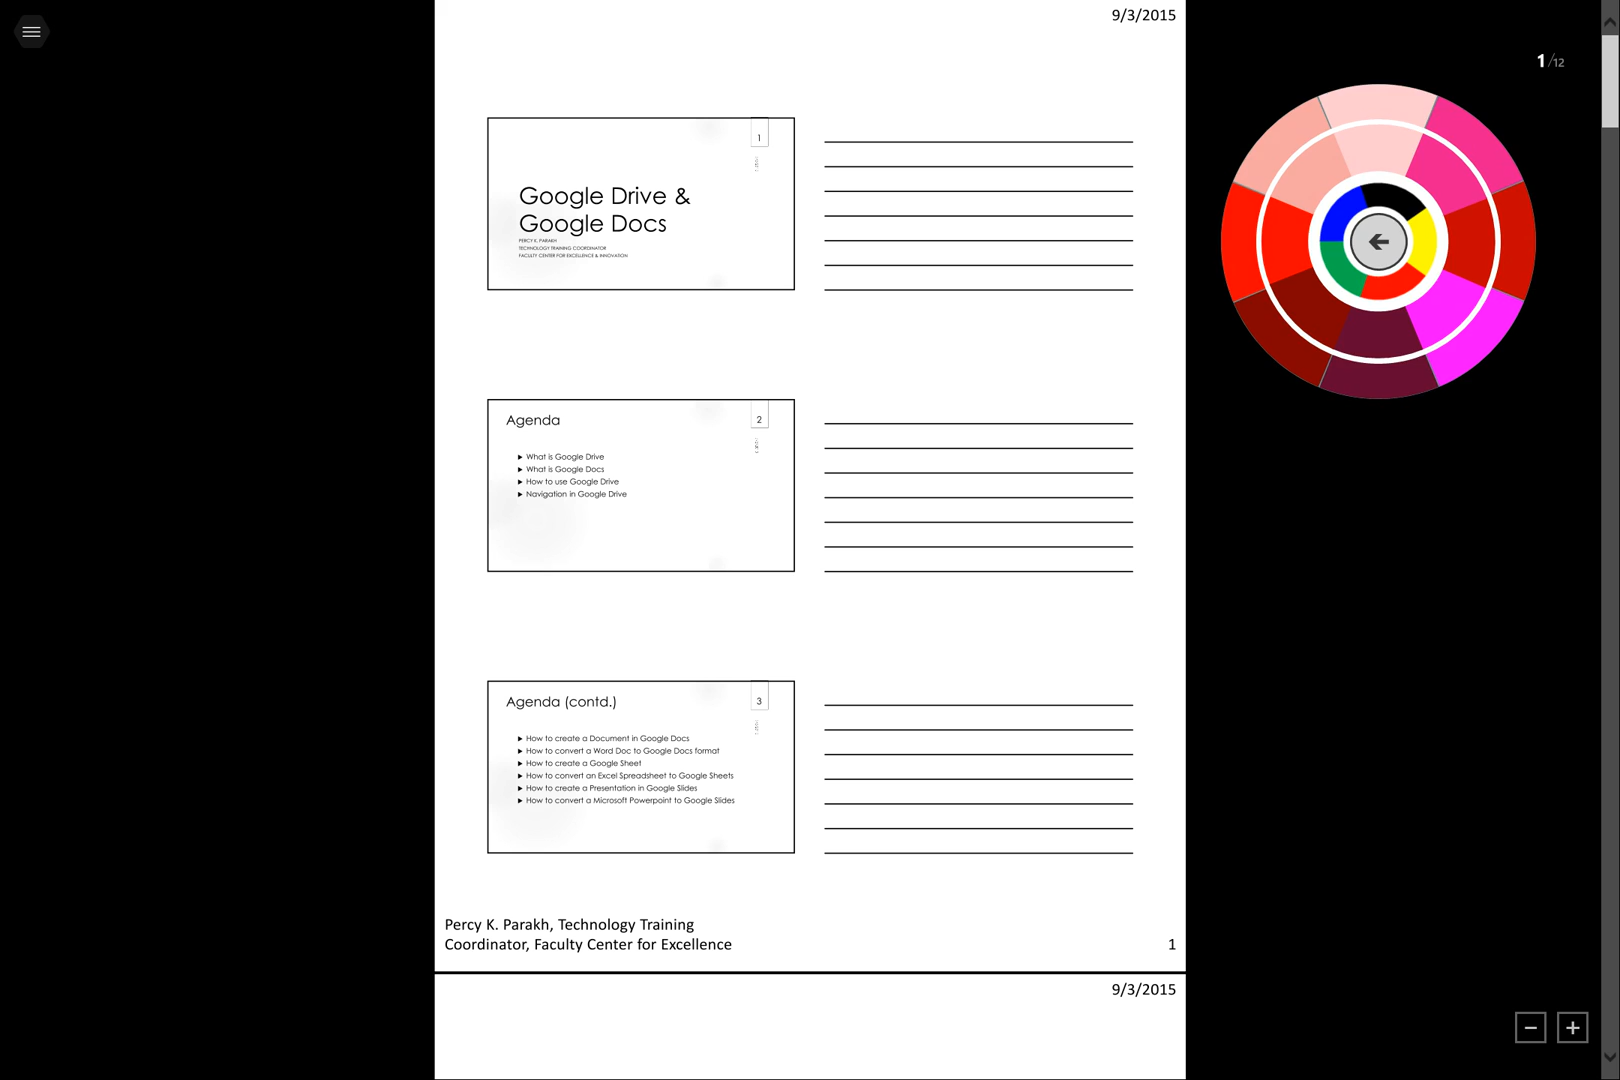 9/3/2015
1/12
1
Google Drive &
Google Docs
PERCY K. PARAKH
TECHNOLOGY TRAINING COORDINATOR
FACULTY CENTER FOR EXCELLENCE & INNOVATION
2
Agenda
▶ What is Google Drive
▶ What is Google Docs
▶ How to use Google Drive
▶ Navigation in Google Drive
3
Agenda (contd.)
▶ How to create a Document in Google Docs
▶ How to convert a Word Doc to Google Docs format
▶ How to create a Google Sheet
▶ How to convert an Excel Spreadsheet to Google Sheets
▶ How to create a Presentation in Google Slides
▶ How to convert a Microsoft Powerpoint to Google Slides
Percy K. Parakh, Technology Training
Coordinator, Faculty Center for Excellence
1
9/3/2015